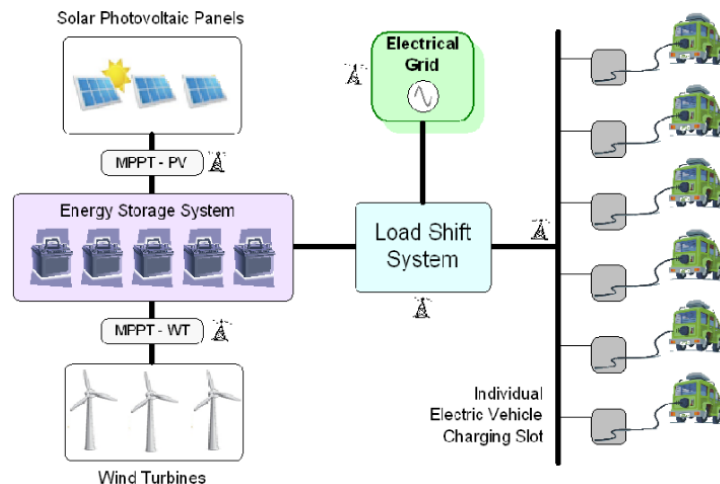 Solar Photovoltaic Panels
MPPT - PV
Energy Storage System
MPPT - WT
Wind Turbines
Electrical
Grid
Load Shift
System
Individual
Electric Vehicle
Charging Slot